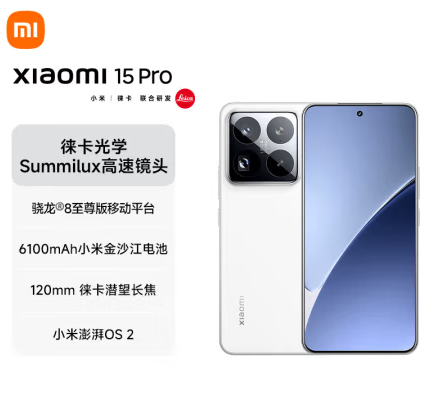 mi
xiaomi 15 Pro
小米 | 徕卡 联合研发 Leica
徕卡光学
Summilux高速镜头
骁龙®8至尊版移动平台
6100mAh小米金沙江电池
120mm 徕卡潜望长焦
小米澎湃OS 2
xiaomi